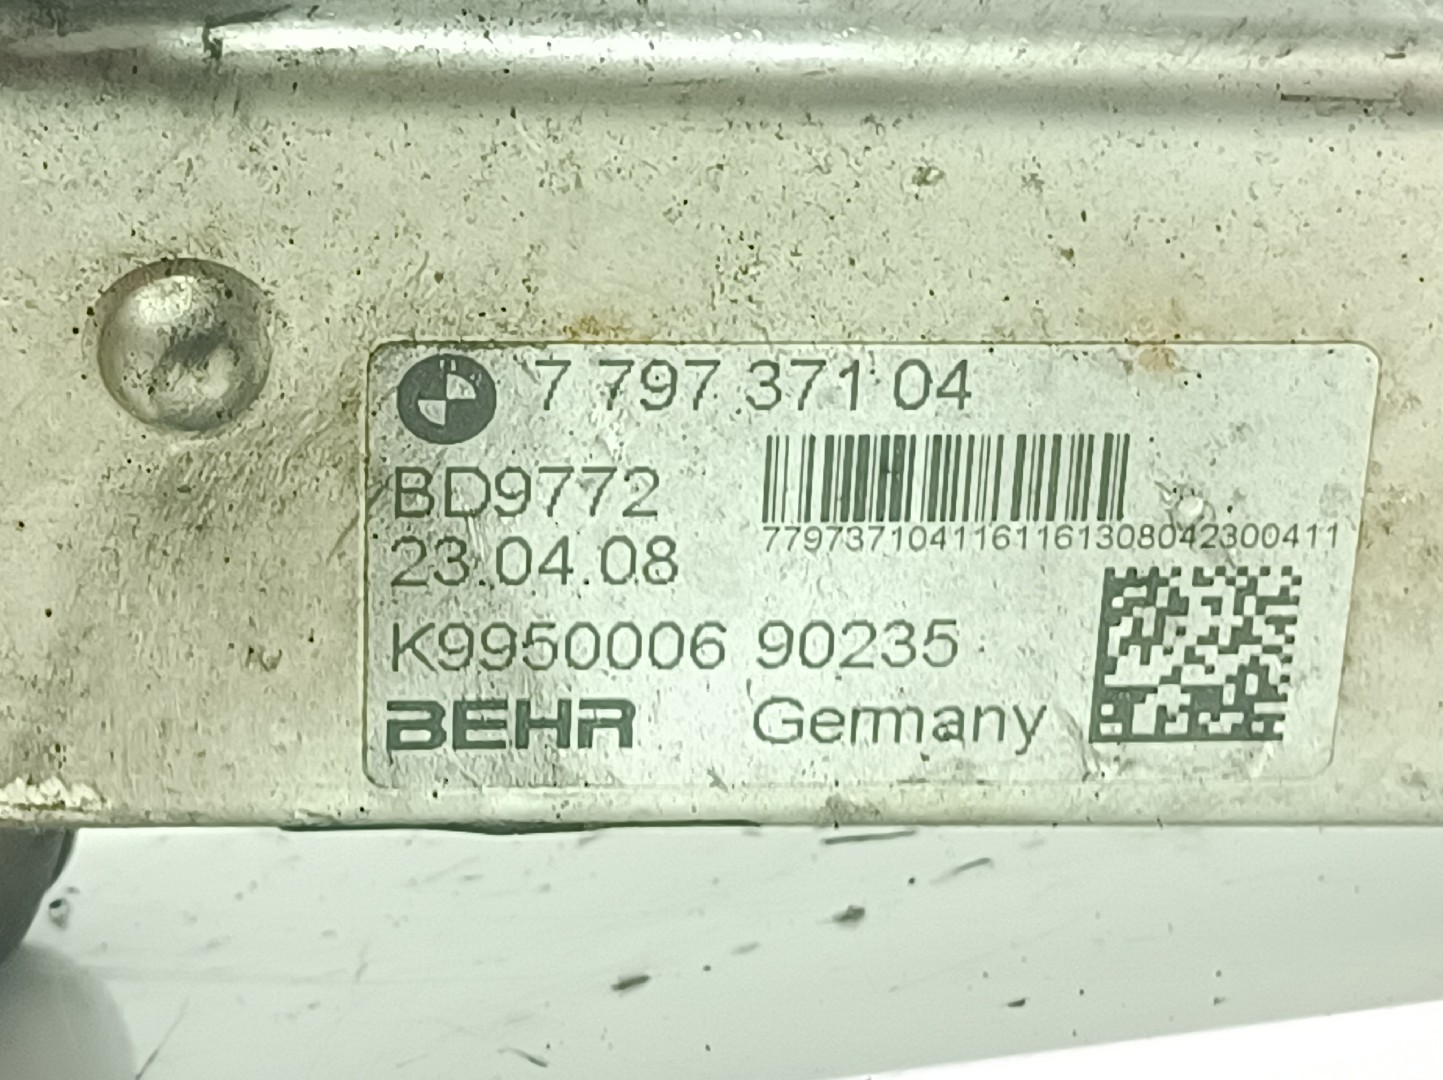 7 797 371 04
BD9772
7797371041161161308042300411
23.04.08
K9950006 90235
BEHR Germany